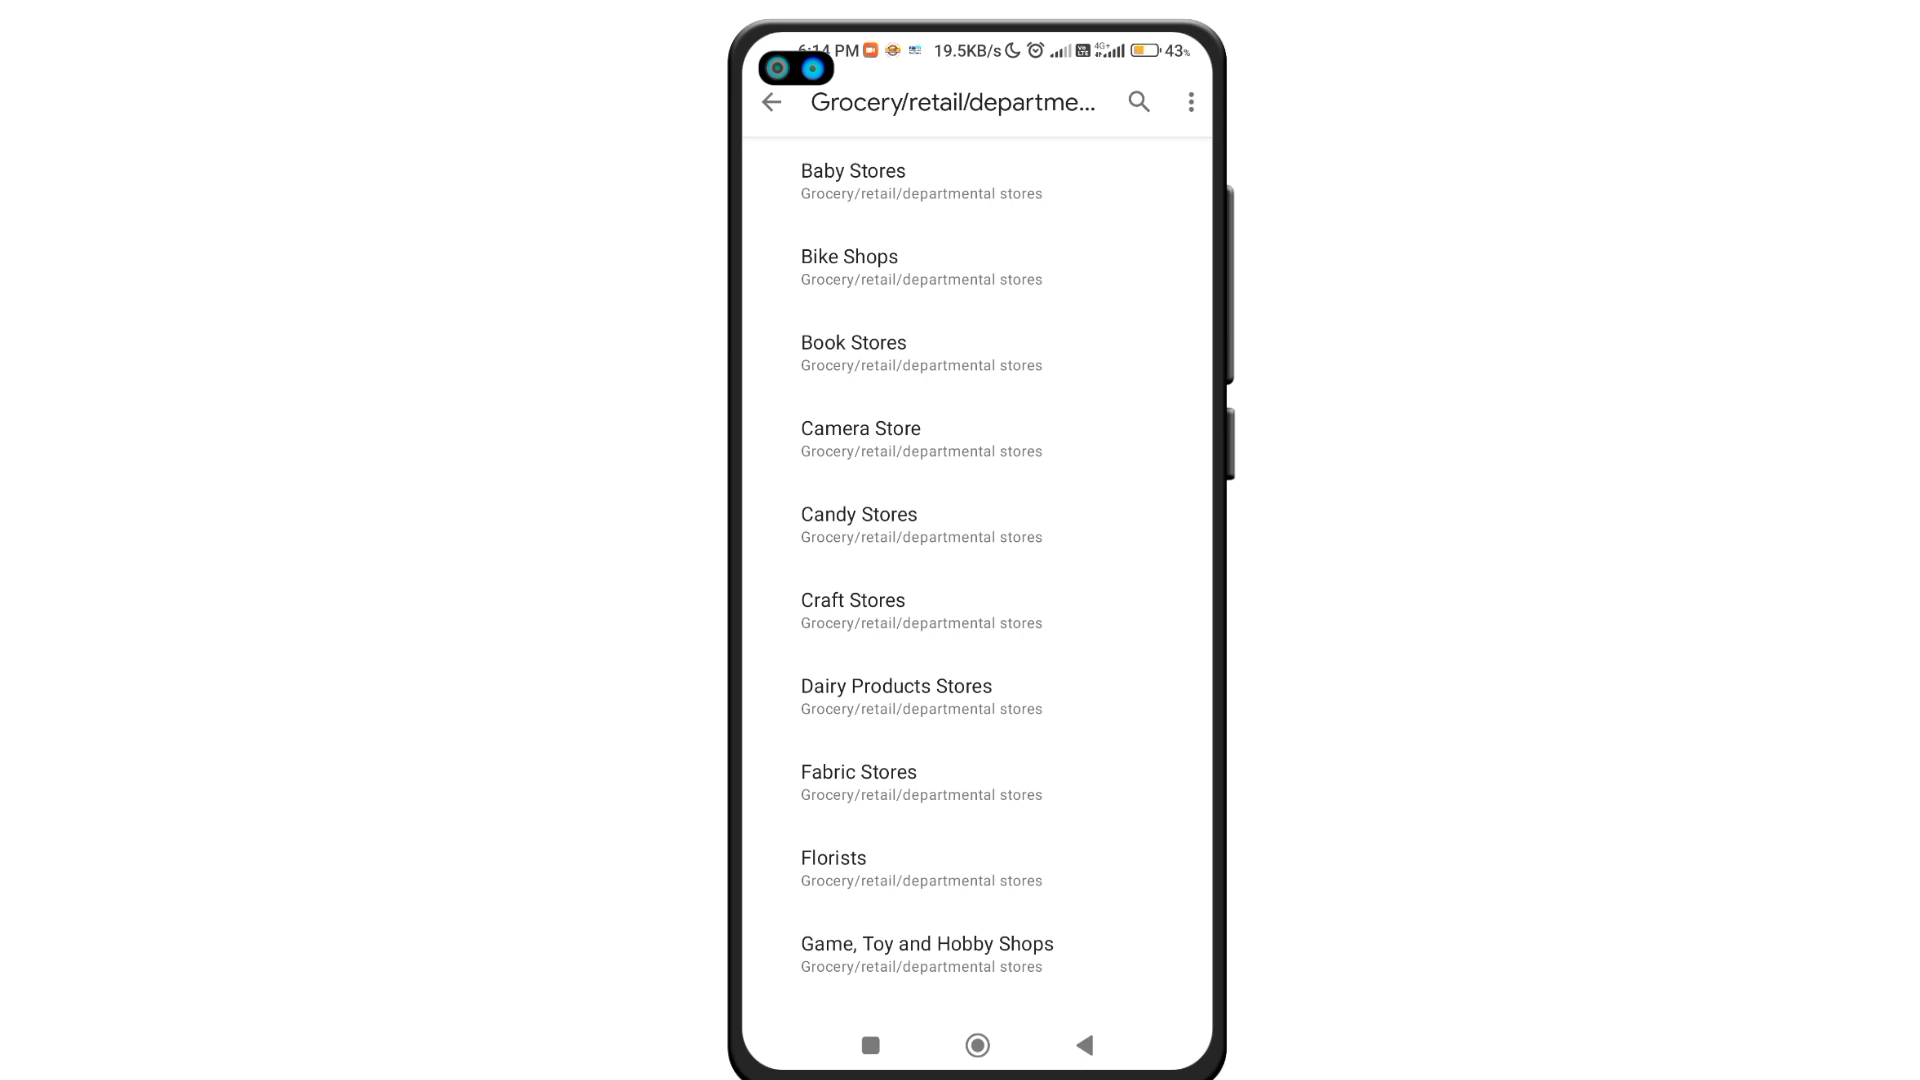 6:14 PM 19.5KB/s 4G+ 43%
Grocery/retail/departme...
Baby Stores
Grocery/retail/departmental stores
Bike Shops
Grocery/retail/departmental stores
Book Stores
Grocery/retail/departmental stores
Camera Store
Grocery/retail/departmental stores
Candy Stores
Grocery/retail/departmental stores
Craft Stores
Grocery/retail/departmental stores
Dairy Products Stores
Grocery/retail/departmental stores
Fabric Stores
Grocery/retail/departmental stores
Florists
Grocery/retail/departmental stores
Game, Toy and Hobby Shops
Grocery/retail/departmental stores